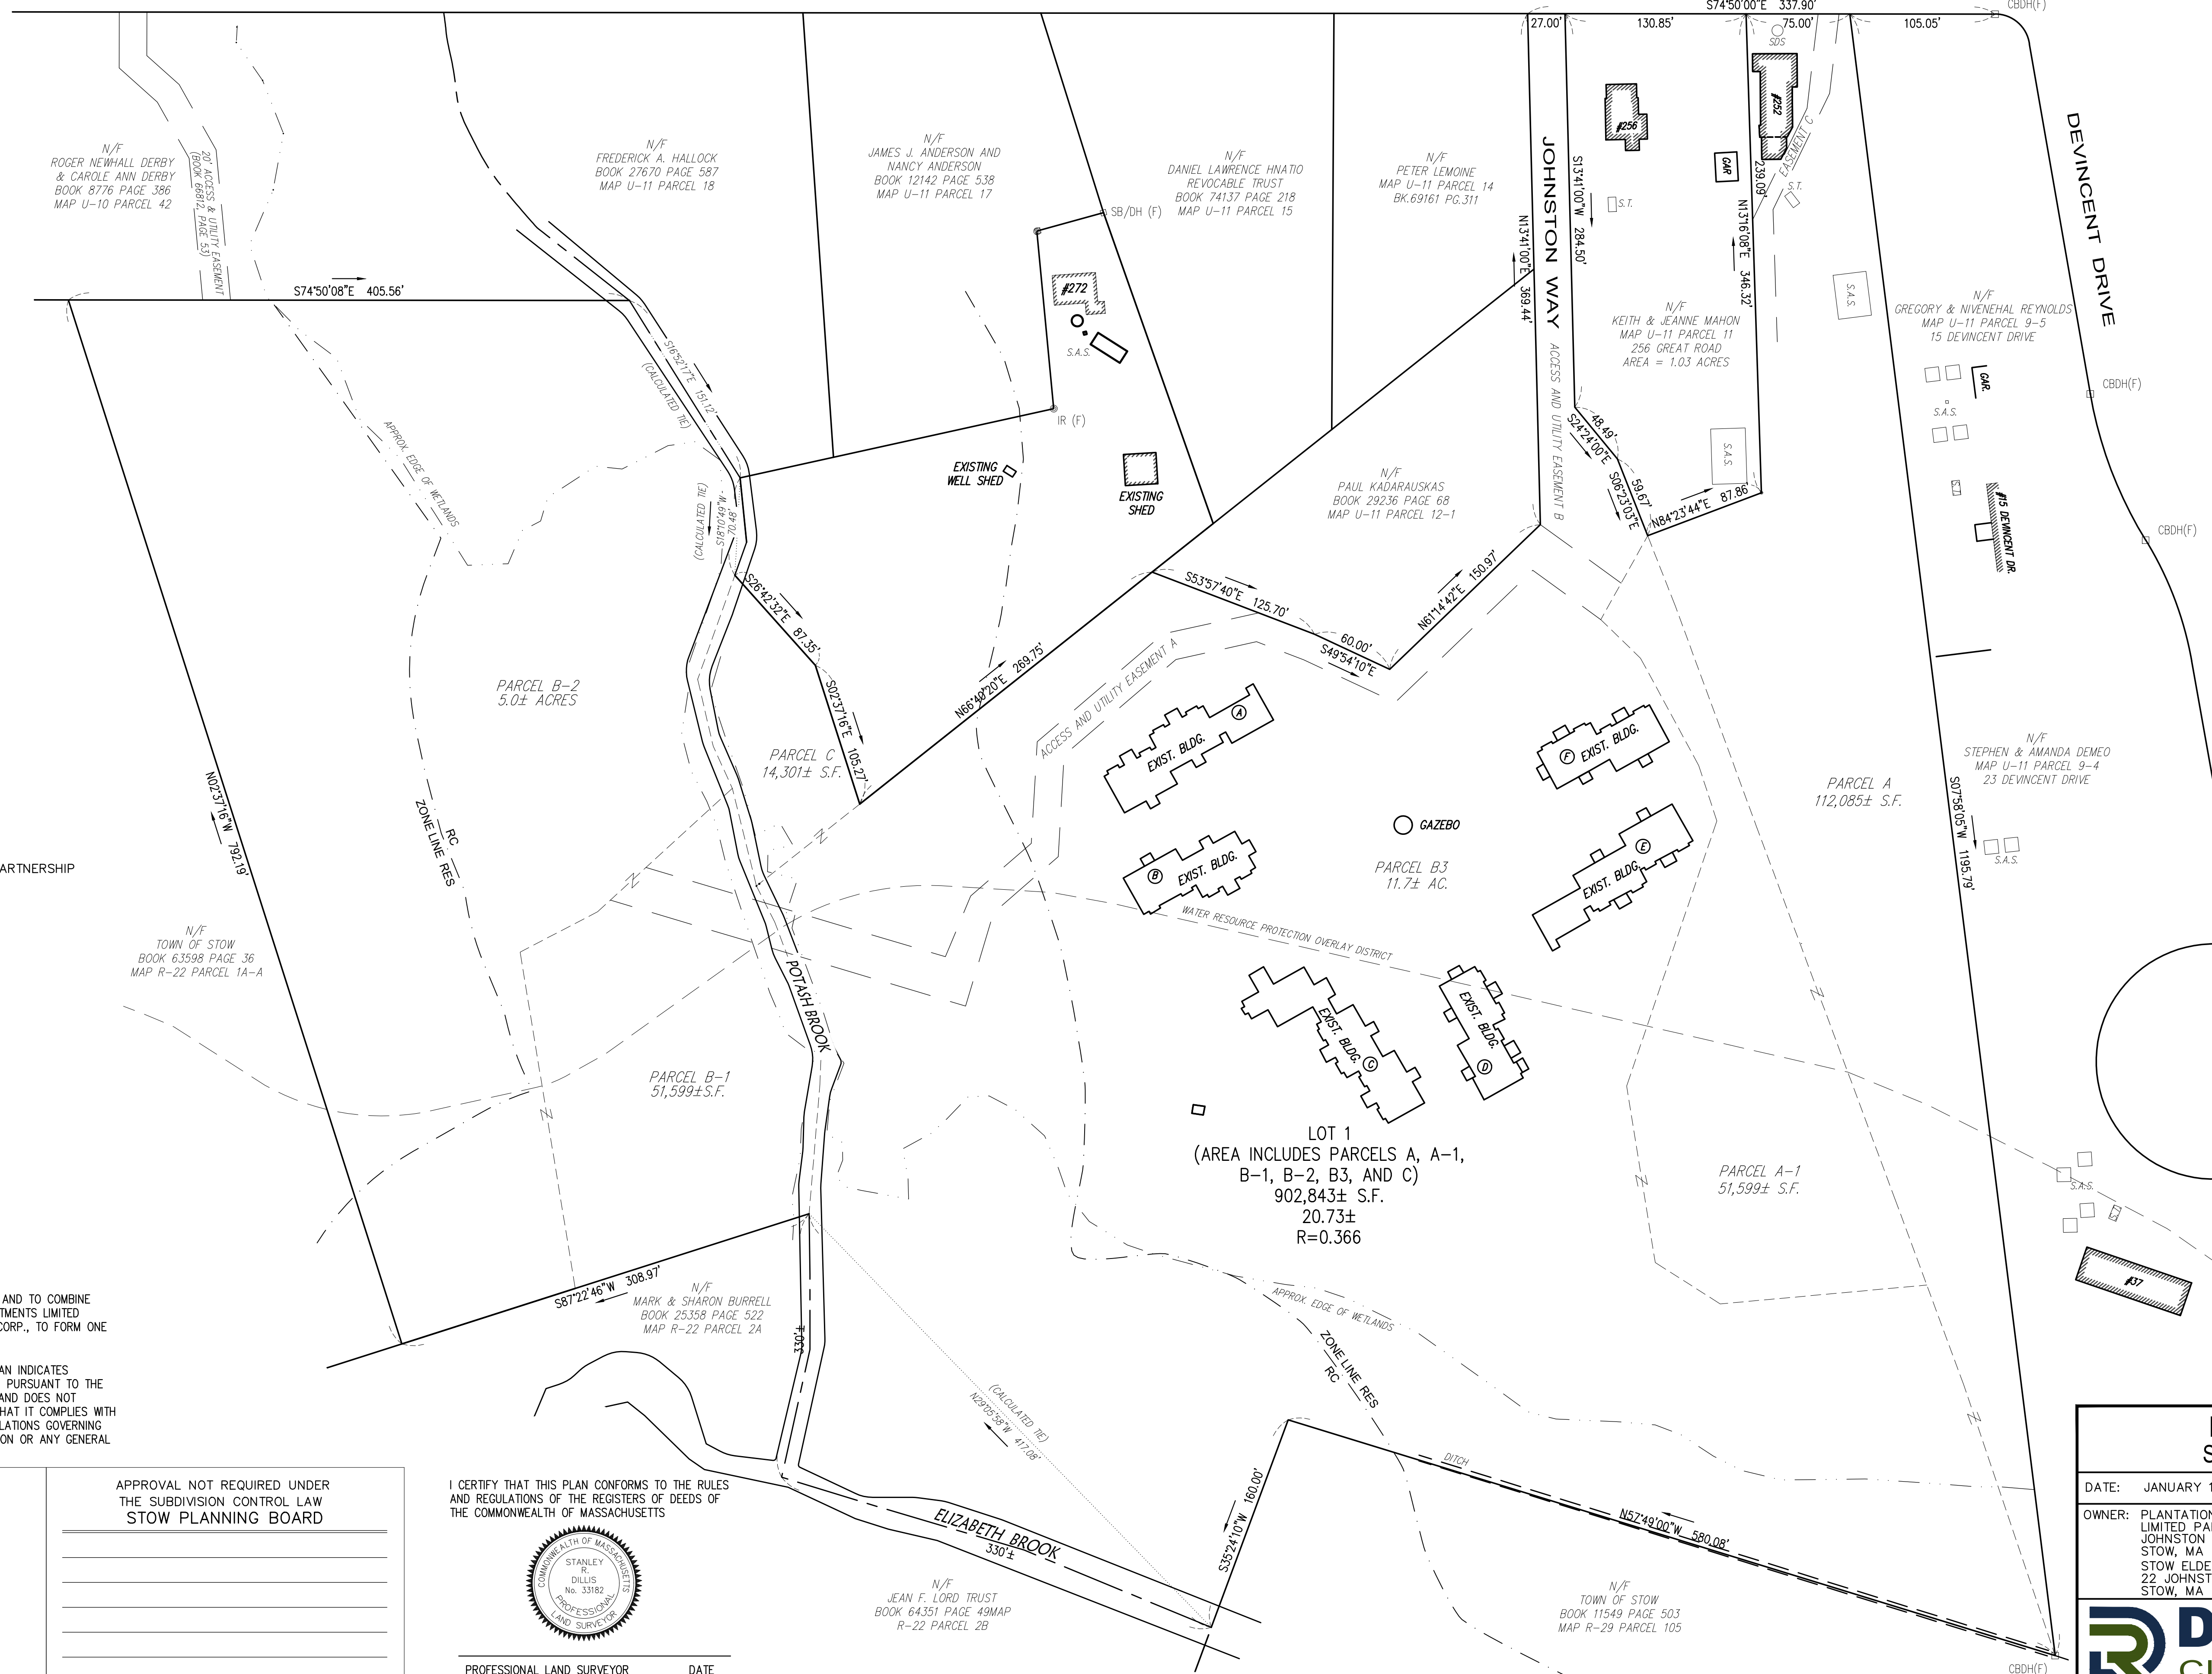 S74°50'00"E 337.90'
CBDH(F)
27.00'
130.85'
75.00'
105.05'
SDS
#252
#256
GAR
EASEMENT C
S.T.
S.T.
239.09'
N13°16'08"E 346.32'
JOHNSTON WAY
ACCESS AND UTILITY EASEMENT B
S13°41'00"W 284.50'
N13°41'00"E 369.44'
DEVINCENT DRIVE
N/F
ROGER NEWHALL DERBY
& CAROLE ANN DERBY
BOOK 8776 PAGE 386
MAP U-10 PARCEL 42
20' ACCESS & UTILITY EASEMENT
(BOOK 66812, PAGE 53)
N/F
FREDERICK A. HALLOCK
BOOK 27670 PAGE 587
MAP U-11 PARCEL 18
N/F
JAMES J. ANDERSON AND
NANCY ANDERSON
BOOK 12142 PAGE 538
MAP U-11 PARCEL 17
N/F
DANIEL LAWRENCE HNATIO
REVOCABLE TRUST
BOOK 74137 PAGE 218
MAP U-11 PARCEL 15
N/F
PETER LEMOINE
MAP U-11 PARCEL 14
BK.69161 PG.311
SB/DH (F)
#272
S.A.S.
IR (F)
S74°50'08"E 405.56'
S16°52'17"E 151.12'
(CALCULATED TIE)
N/F
KEITH & JEANNE MAHON
MAP U-11 PARCEL 11
256 GREAT ROAD
AREA = 1.03 ACRES
S.A.S.
N/F
GREGORY & NIVENEHAL REYNOLDS
MAP U-11 PARCEL 9-5
15 DEVINCENT DRIVE
GAR.
S.A.S.
CBDH(F)
#15 DEVINCENT DR.
CBDH(F)
48.49'
S24°24'00"E
59.67'
S06°23'03"E
S.A.S.
N84°23'44"E 87.86'
APPROX. EDGE OF WETLANDS
EXISTING
WELL SHED
EXISTING
SHED
N/F
PAUL KADARAUSKAS
BOOK 29236 PAGE 68
MAP U-11 PARCEL 12-1
(CALCULATED TIE)
S18°10'49"W
70.48'
S26°42'32"E 87.35'
S53°57'40"E 125.70'
60.00'
S49°54'10"E
N61°14'42"E 150.97'
S02°37'16"E 105.27'
N66°40'20"E 269.75'
ACCESS AND UTILITY EASEMENT A
PARCEL B-2
5.0± ACRES
PARCEL C
14,301± S.F.
A
EXIST. BLDG.
F
EXIST. BLDG.
PARCEL A
112,085± S.F.
N/F
STEPHEN & AMANDA DEMEO
MAP U-11 PARCEL 9-4
23 DEVINCENT DRIVE
S07°58'05"W 1195.79'
S.A.S.
N02°37'16"W 792.19'
RC
ZONE LINE RES
GAZEBO
PARCEL B3
11.7± AC.
B
EXIST. BLDG.
E
EXIST. BLDG.
ARTNERSHIP
N/F
TOWN OF STOW
BOOK 63598 PAGE 36
MAP R-22 PARCEL 1A-A
WATER RESOURCE PROTECTION OVERLAY DISTRICT
POTASH BROOK
EXIST. BLDG.
C
EXIST. BLDG.
D
PARCEL B-1
51,599±S.F.
LOT 1
(AREA INCLUDES PARCELS A, A-1,
B-1, B-2, B3, AND C)
902,843± S.F.
20.73±
R=0.366
PARCEL A-1
51,599± S.F.
S.A.S.
#37
S87°22'46"W 308.97'
N/F
MARK & SHARON BURRELL
BOOK 25358 PAGE 522
MAP R-22 PARCEL 2A
330'±
AND TO COMBINE
TMENTS LIMITED
CORP., TO FORM ONE
AN INDICATES
PURSUANT TO THE
AND DOES NOT
HAT IT COMPLIES WITH
LATIONS GOVERNING
ON OR ANY GENERAL
APPROX. EDGE OF WETLANDS
ZONE LINE RES
RC
(CALCULATED TIE)
N29°05'58"W 417.08'
DITCH
N57°49'00"W 580.08'
S35°24'10"W 160.00'
ELIZABETH BROOK
330'±
N/F
JEAN F. LORD TRUST
BOOK 64351 PAGE 49MAP
R-22 PARCEL 2B
N/F
TOWN OF STOW
BOOK 11549 PAGE 503
MAP R-29 PARCEL 105
CBDH(F)
APPROVAL NOT REQUIRED UNDER
THE SUBDIVISION CONTROL LAW
STOW PLANNING BOARD
I CERTIFY THAT THIS PLAN CONFORMS TO THE RULES
AND REGULATIONS OF THE REGISTERS OF DEEDS OF
THE COMMONWEALTH OF MASSACHUSETTS
COMMONWEALTH OF MASSACHUSETTS
STANLEY
R.
DILLIS
No. 33182
PROFESSIONAL
LAND SURVEYOR
PROFESSIONAL LAND SURVEYOR DATE
S
DATE: JANUARY 1
OWNER: PLANTATION
LIMITED PAR
JOHNSTON
STOW, MA
STOW ELDE
22 JOHNST
STOW, MA